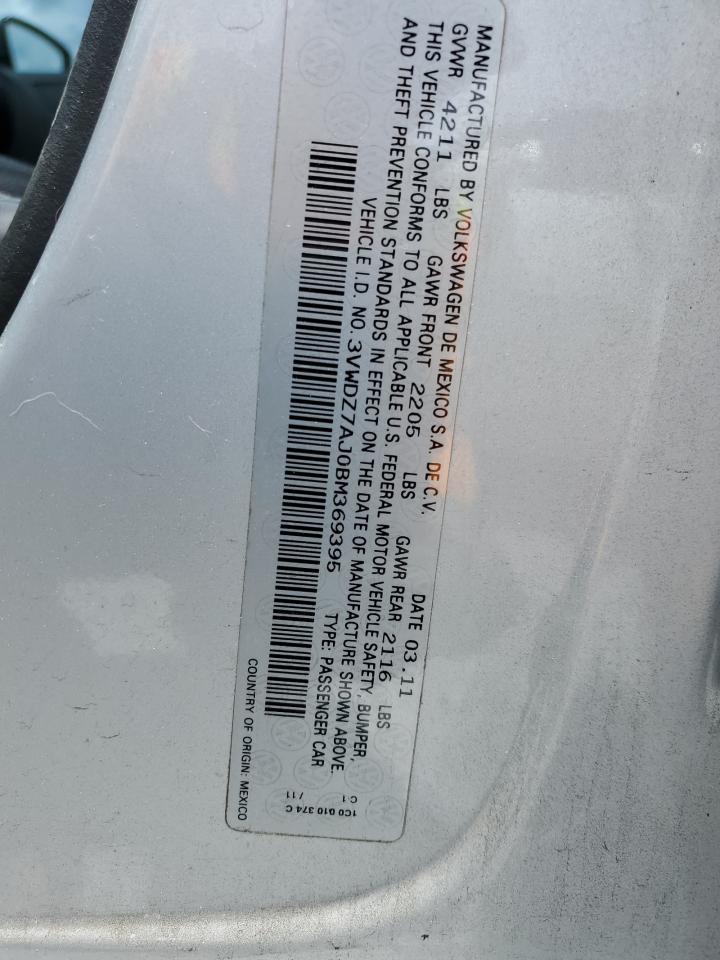 MANUFACTURED BY VOLKSWAGEN DE MEXICO S.A. DE C.V.
GVWR 4211 LBS GAWR FRONT 2205 LBS GAWR REAR 2116 LBS DATE 03.11
THIS VEHICLE CONFORMS TO ALL APPLICABLE U.S. FEDERAL MOTOR VEHICLE SAFETY, BUMPER,
AND THEFT PREVENTION STANDARDS IN EFFECT ON THE DATE OF MANUFACTURE SHOWN ABOVE.
VEHICLE I.D. NO. 3VWDZ7AJ0BM369395 TYPE: PASSENGER CAR
1C0 010 374 C
G1 /11
COUNTRY OF ORIGIN: MEXICO